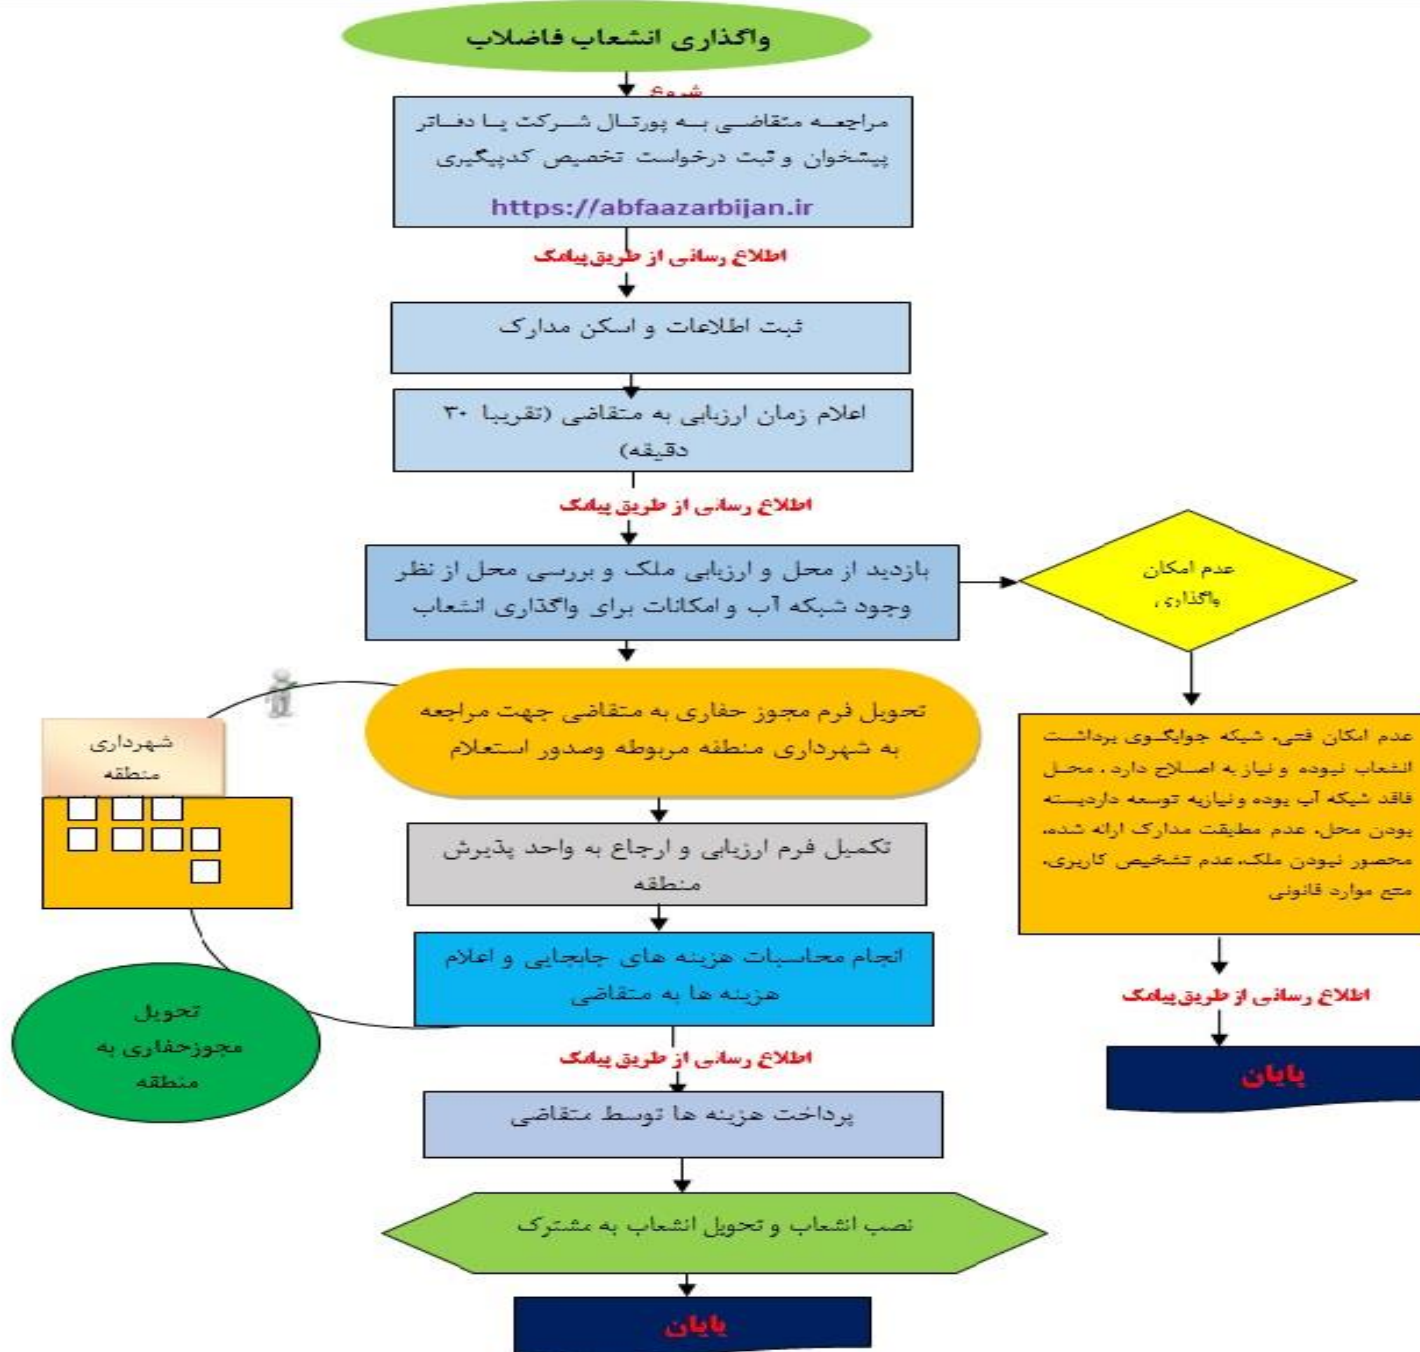 واگذاری انشعاب فاضلاب
شروع
مراجعه متقاضی به پورتال شرکت یا دفاتر
پیشخوان و ثبت درخواست تخصیص کدپیگیری
https://abfaazarbijan.ir
اطلاع رسانی از طریق پیامک
ثبت اطلاعات و اسکن مدارک
اعلام زمان ارزیابی به متقاضی (تقریبا ۳۰
دقیقه)
اطلاع رسانی از طریق پیامک
بازدید از محل و ارزیابی ملک و بررسی محل از نظر
وجود شبکه آب و امکانات برای واگذاری انشعاب
عدم امکان
واگذاری
تحویل فرم مجوز حفاری به متقاضی جهت مراجعه
به شهرداری منطقه مربوطه وصدور استعلام
شهرداری
منطقه
عدم امکان فنی، شبکه جوابگوی برداشت
انشعاب نبوده و نیاز به اصلاح دارد، محل
فاقد شبکه آب بوده ونیازبه توسعه داردبسته
بودن محل، عدم مطبقت مدارک ارائه شده،
محصور نبودن ملک،عدم تشخیص کاربری،
منع موارد قانونی
تکمیل فرم ارزیابی و ارجاع به واحد پذیرش
منطقه
انجام محاسبات هزینه های جابجایی و اعلام
هزینه ها به متقاضی
تحویل
مجوزحفاری به
منطقه
اطلاع رسانی از طریق پیامک
اطلاع رسانی از طریق پیامک
پایان
پرداخت هزینه ها توسط متقاضی
نصب انشعاب و تحویل انشعاب به مشترک
پایان